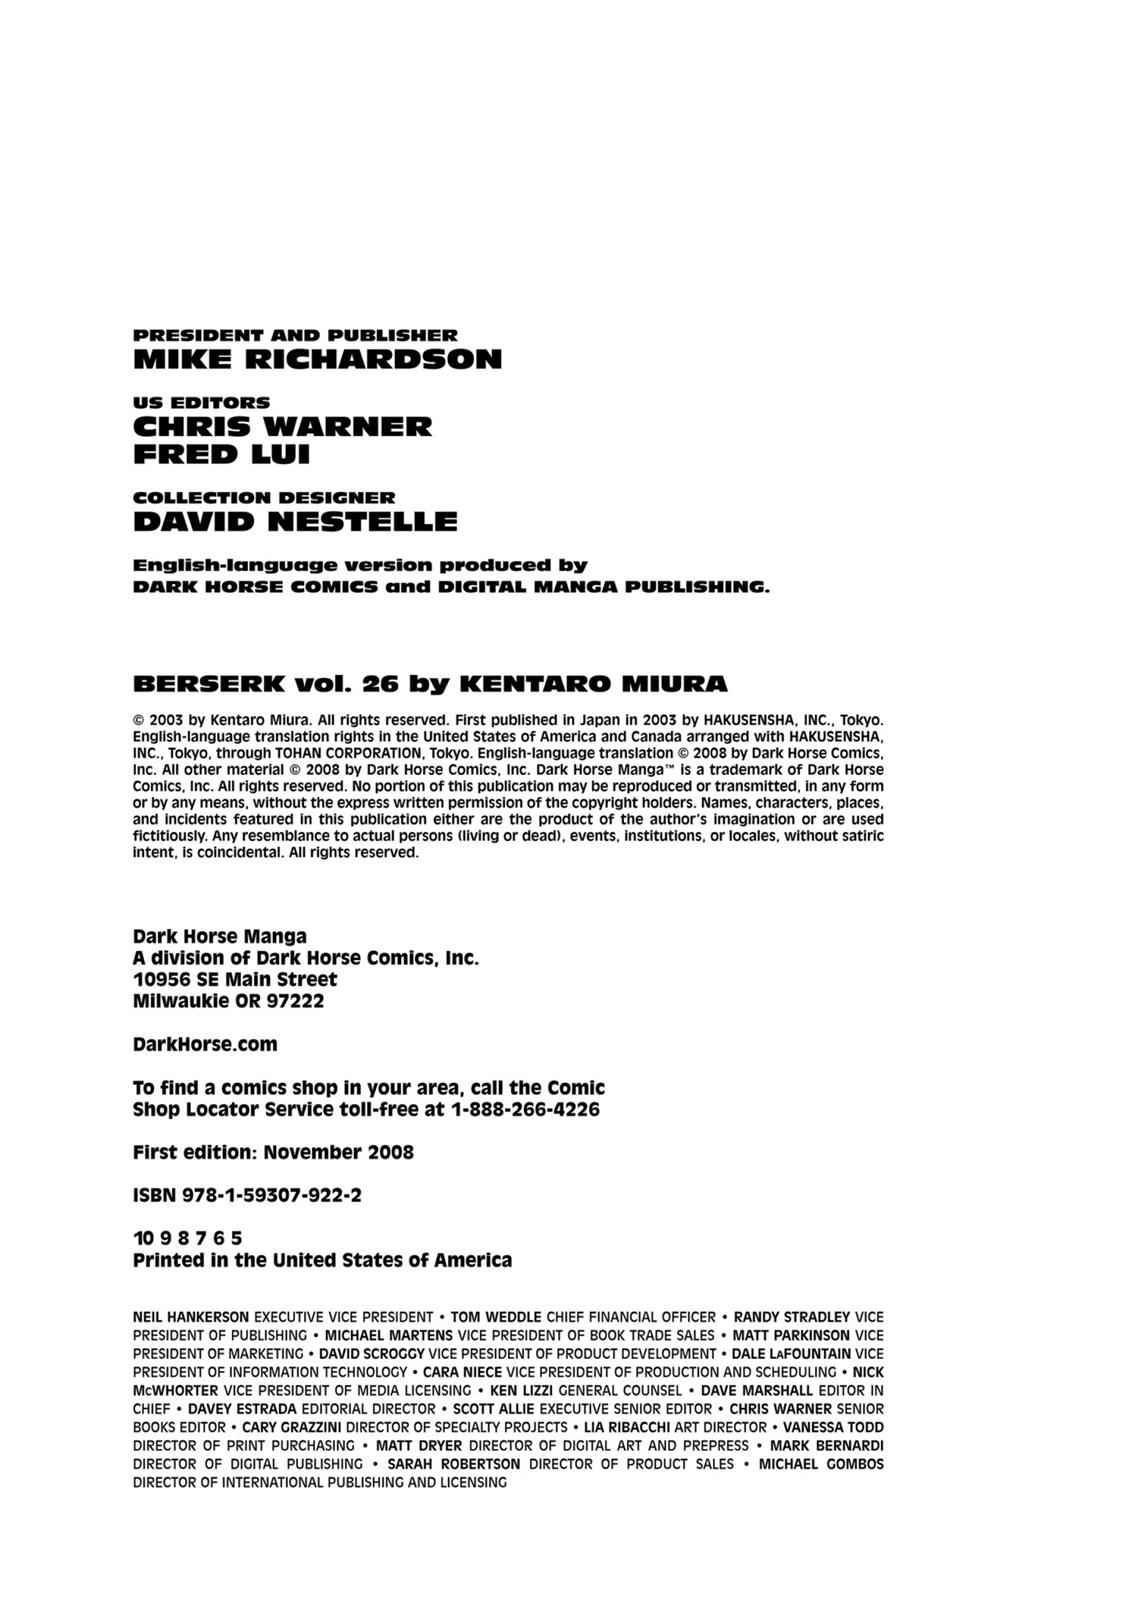 PRESIDENT AND PUBLISHER
MIKE RICHARDSON
US EDITORS
CHRIS WARNER
FRED LUI
COLLECTION DESIGNER
DAVID NESTELLE
English-language version produced by
DARK HORSE COMICS and DIGITAL MANGA PUBLISHING.
BERSERK vol. 26 by KENTARO MIURA
© 2003 by Kentaro Miura. All rights reserved. First published in Japan in 2003 by HAKUSENSHA, INC., Tokyo.
English-language translation rights in the United States of America and Canada arranged with HAKUSENSHA,
INC., Tokyo, through TOHAN CORPORATION, Tokyo. English-language translation © 2008 by Dark Horse Comics,
Inc. All other material © 2008 by Dark Horse Comics, Inc. Dark Horse Manga™ is a trademark of Dark Horse
Comics, Inc. All rights reserved. No portion of this publication may be reproduced or transmitted, in any form
or by any means, without the express written permission of the copyright holders. Names, characters, places,
and incidents featured in this publication either are the product of the author's imagination or are used
fictitiously. Any resemblance to actual persons (living or dead), events, institutions, or locales, without satiric
intent, is coincidental. All rights reserved.
Dark Horse Manga
A division of Dark Horse Comics, Inc.
10956 SE Main Street
Milwaukie OR 97222
DarkHorse.com
To find a comics shop in your area, call the Comic
Shop Locator Service toll-free at 1-888-266-4226
First edition: November 2008
ISBN 978-1-59307-922-2
10 9 8 7 6 5
Printed in the United States of America
NEIL HANKERSON EXECUTIVE VICE PRESIDENT • TOM WEDDLE CHIEF FINANCIAL OFFICER • RANDY STRADLEY VICE
PRESIDENT OF PUBLISHING • MICHAEL MARTENS VICE PRESIDENT OF BOOK TRADE SALES • MATT PARKINSON VICE
PRESIDENT OF MARKETING • DAVID SCROGGY VICE PRESIDENT OF PRODUCT DEVELOPMENT • DALE LAFOUNTAIN VICE
PRESIDENT OF INFORMATION TECHNOLOGY • CARA NIECE VICE PRESIDENT OF PRODUCTION AND SCHEDULING • NICK
McWHORTER VICE PRESIDENT OF MEDIA LICENSING • KEN LIZZI GENERAL COUNSEL • DAVE MARSHALL EDITOR IN
CHIEF • DAVEY ESTRADA EDITORIAL DIRECTOR • SCOTT ALLIE EXECUTIVE SENIOR EDITOR • CHRIS WARNER SENIOR
BOOKS EDITOR • CARY GRAZZINI DIRECTOR OF SPECIALTY PROJECTS • LIA RIBACCHI ART DIRECTOR • VANESSA TODD
DIRECTOR OF PRINT PURCHASING • MATT DRYER DIRECTOR OF DIGITAL ART AND PREPRESS • MARK BERNARDI
DIRECTOR OF DIGITAL PUBLISHING • SARAH ROBERTSON DIRECTOR OF PRODUCT SALES • MICHAEL GOMBOS
DIRECTOR OF INTERNATIONAL PUBLISHING AND LICENSING